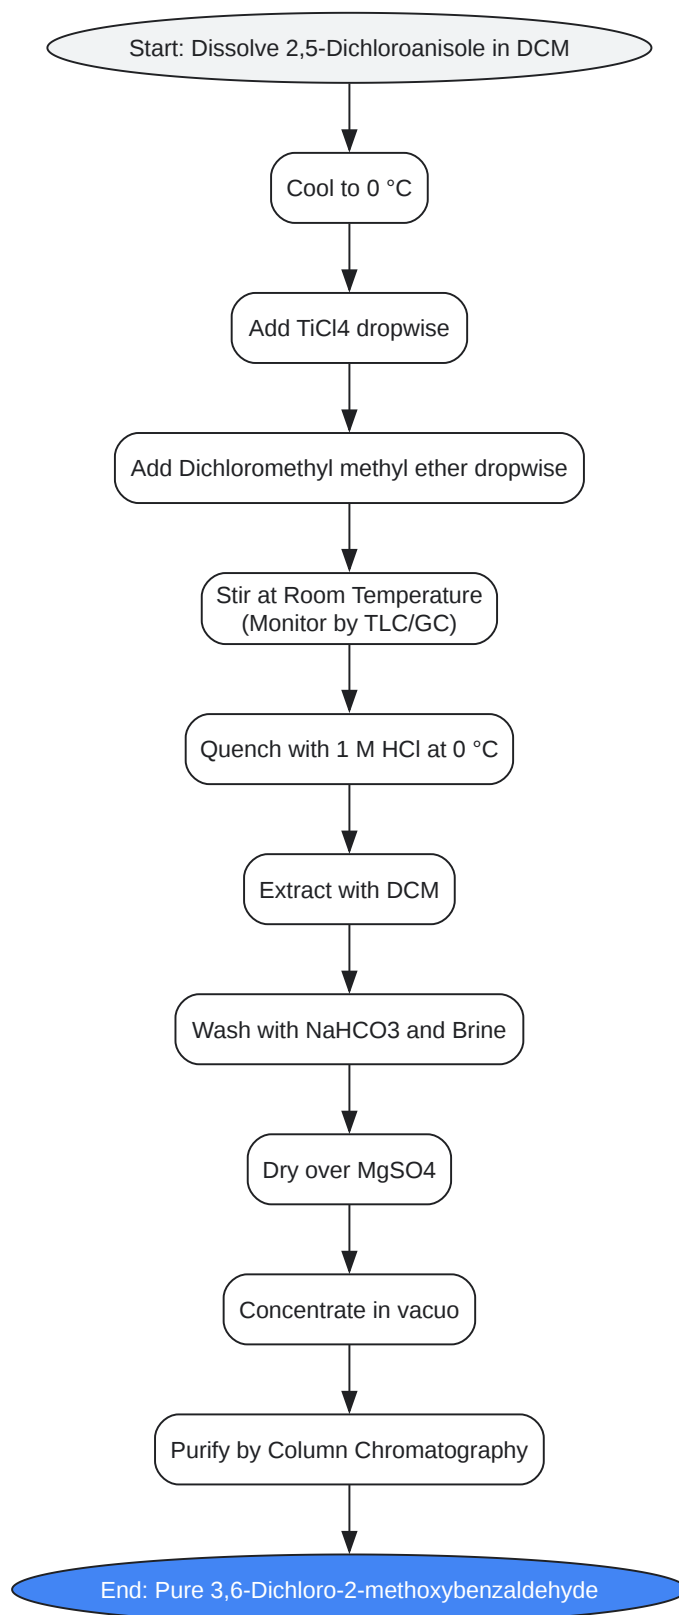 Start: Dissolve 2,5-Dichloroanisole in DCM
Cool to 0 °C
Add TiCl4 dropwise
Add Dichloromethyl methyl ether dropwise
Stir at Room Temperature
(Monitor by TLC/GC)
Quench with 1 M HCl at 0 °C
Extract with DCM
Wash with NaHCO3 and Brine
Dry over MgSO4
Concentrate in vacuo
Purify by Column Chromatography
End: Pure 3,6-Dichloro-2-methoxybenzaldehyde